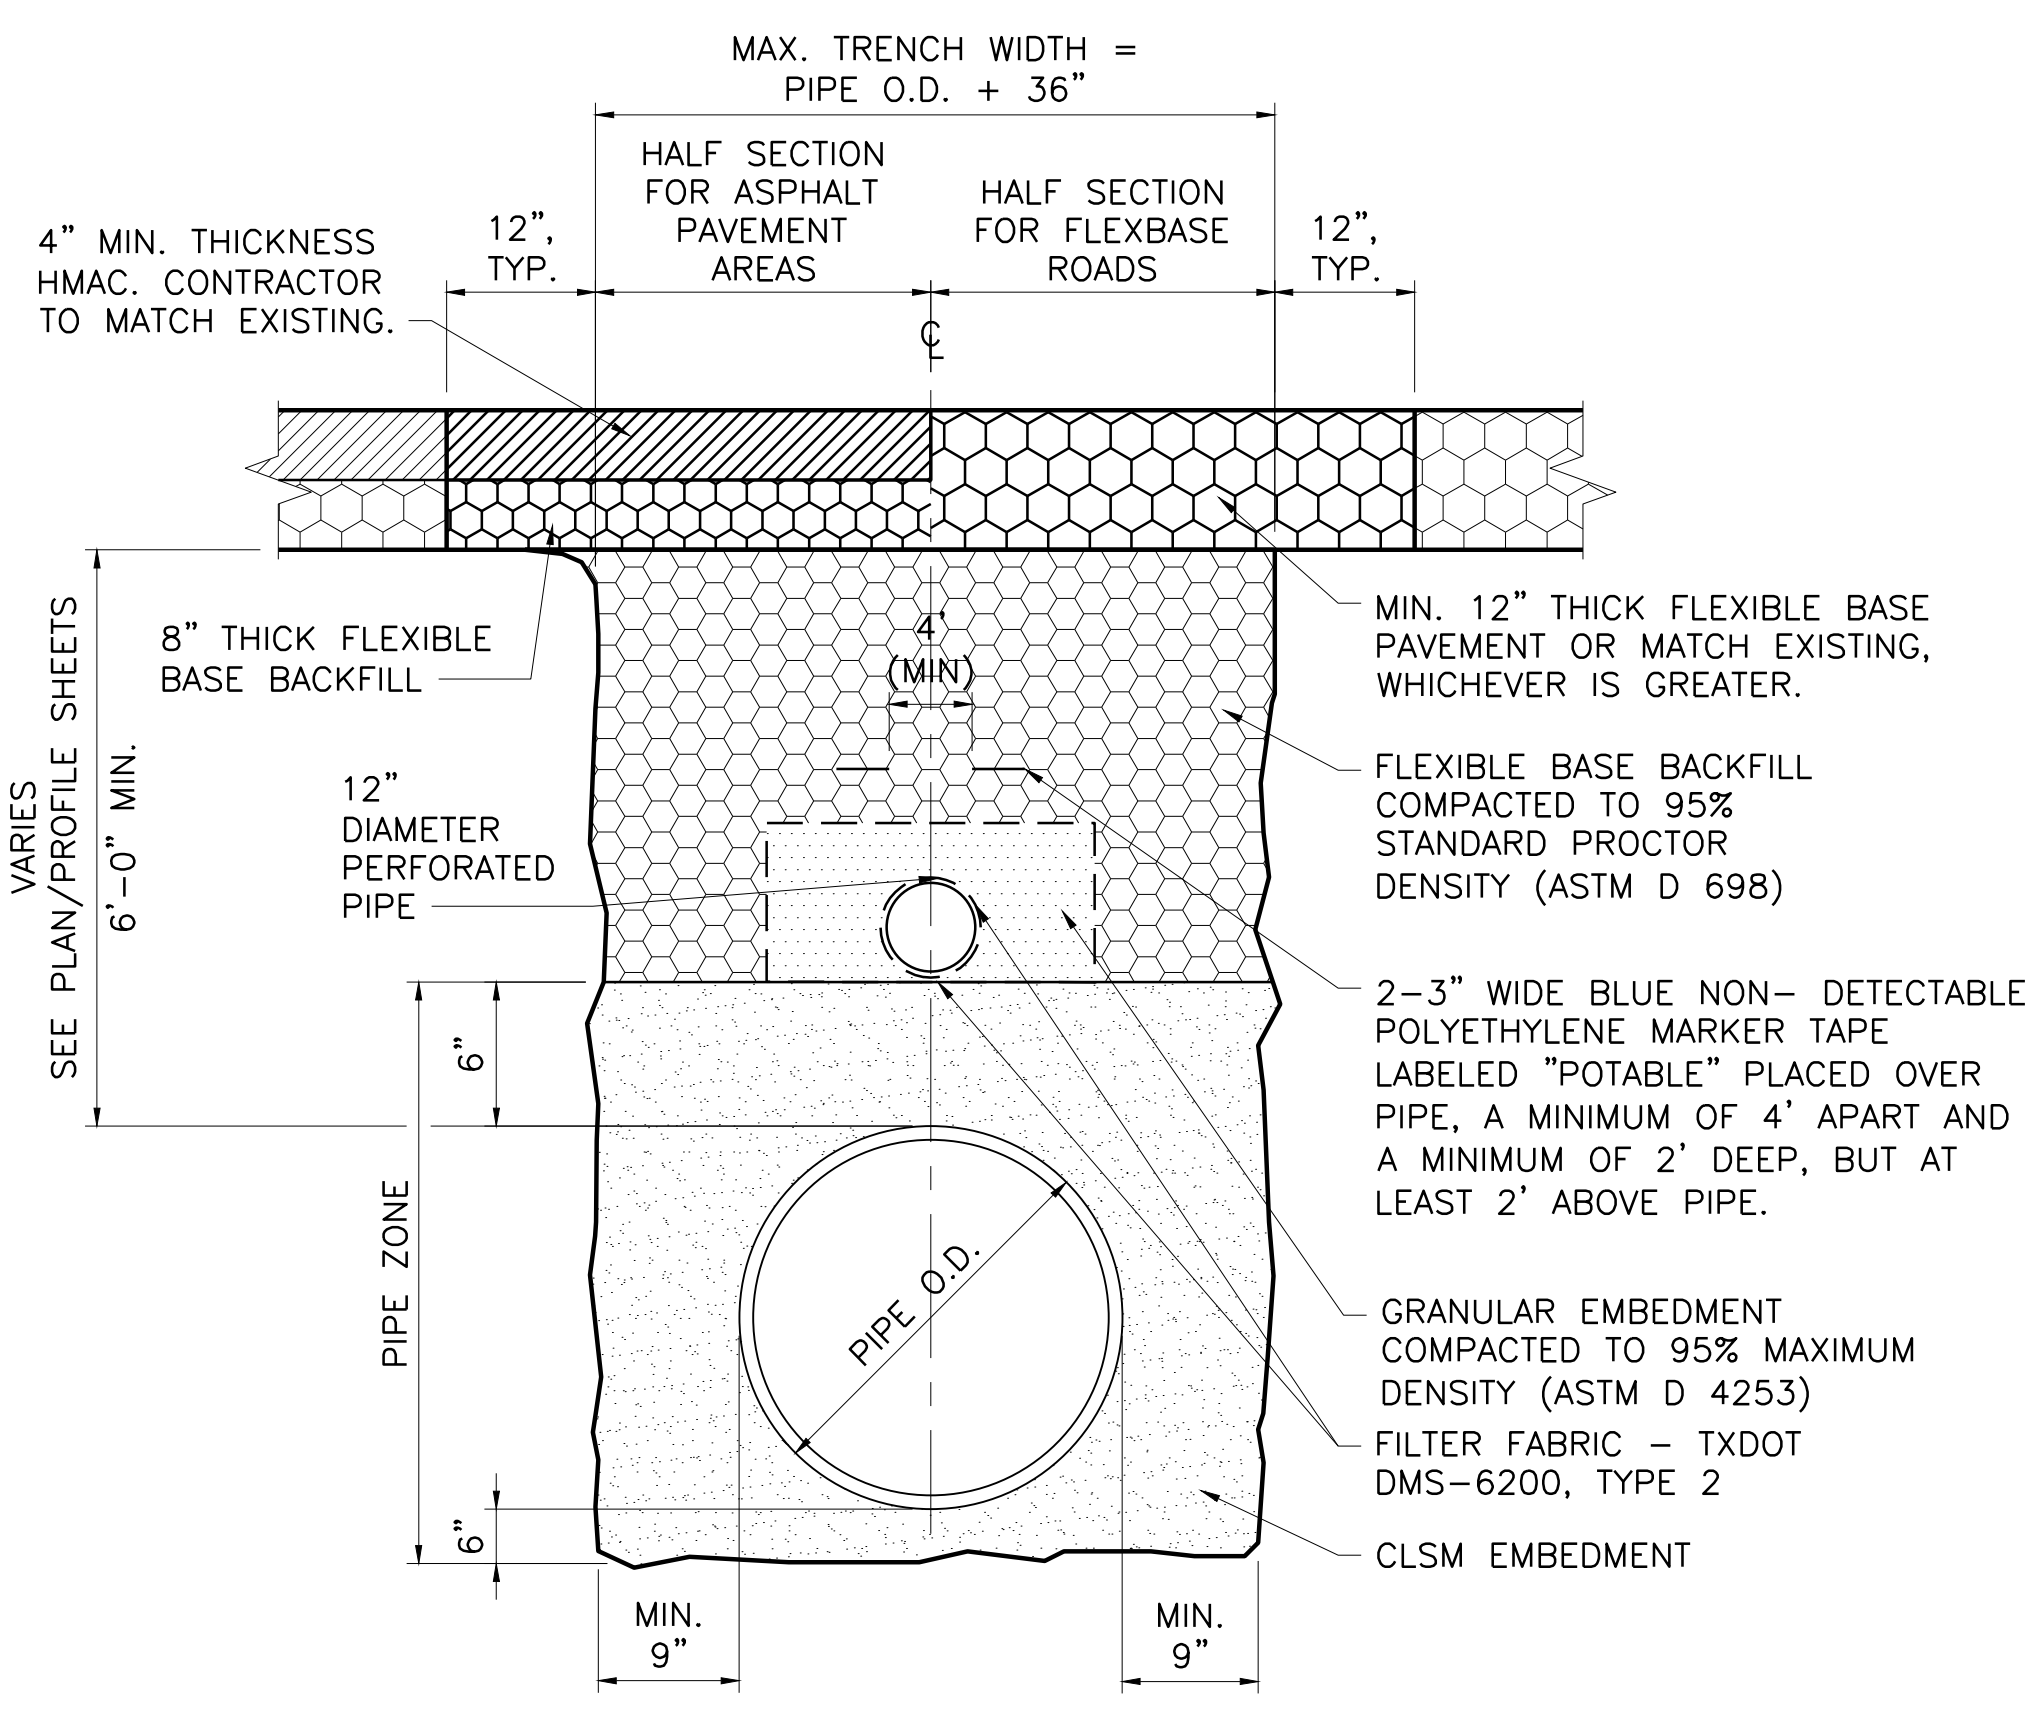 MAX. TRENCH WIDTH =
PIPE O.D. + 36"
HALF SECTION
FOR ASPHALT
PAVEMENT
AREAS
HALF SECTION
FOR FLEXBASE
ROADS
12",
TYP.
12",
TYP.
4" MIN. THICKNESS
HMAC. CONTRACTOR
TO MATCH EXISTING.
CL
8" THICK FLEXIBLE
BASE BACKFILL
4'
(MIN)
MIN. 12" THICK FLEXIBLE BASE
PAVEMENT OR MATCH EXISTING,
WHICHEVER IS GREATER.
VARIES
SEE PLAN/PROFILE SHEETS
6'-0" MIN.
12"
DIAMETER
PERFORATED
PIPE
FLEXIBLE BASE BACKFILL
COMPACTED TO 95%
STANDARD PROCTOR
DENSITY (ASTM D 698)
2-3" WIDE BLUE NON- DETECTABLE
POLYETHYLENE MARKER TAPE
LABELED "POTABLE" PLACED OVER
PIPE, A MINIMUM OF 4' APART AND
A MINIMUM OF 2' DEEP, BUT AT
LEAST 2' ABOVE PIPE.
6"
PIPE ZONE
PIPE O.D.
GRANULAR EMBEDMENT
COMPACTED TO 95% MAXIMUM
DENSITY (ASTM D 4253)
FILTER FABRIC - TXDOT
DMS-6200, TYPE 2
6"
CLSM EMBEDMENT
MIN.
9"
MIN.
9"